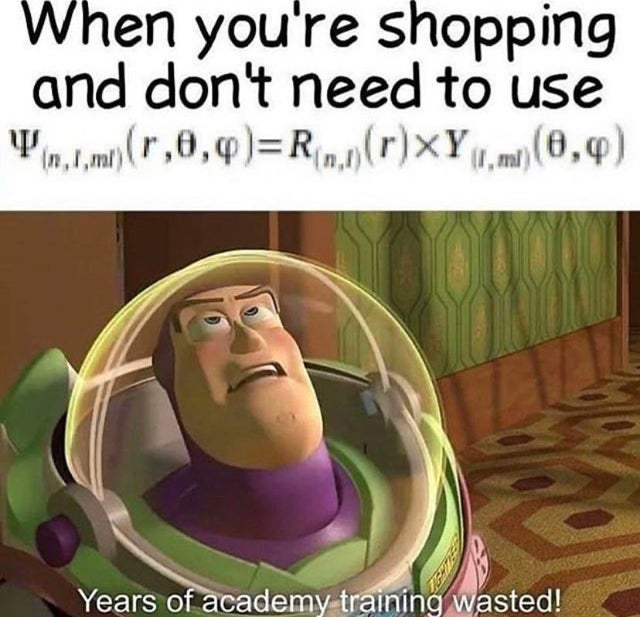 When you're shopping
and don't need to use
Ψ(n,l,ml)(r,θ,φ)=R(n,l)(r)×Y(l,ml)(θ,φ)
Years of academy training wasted!